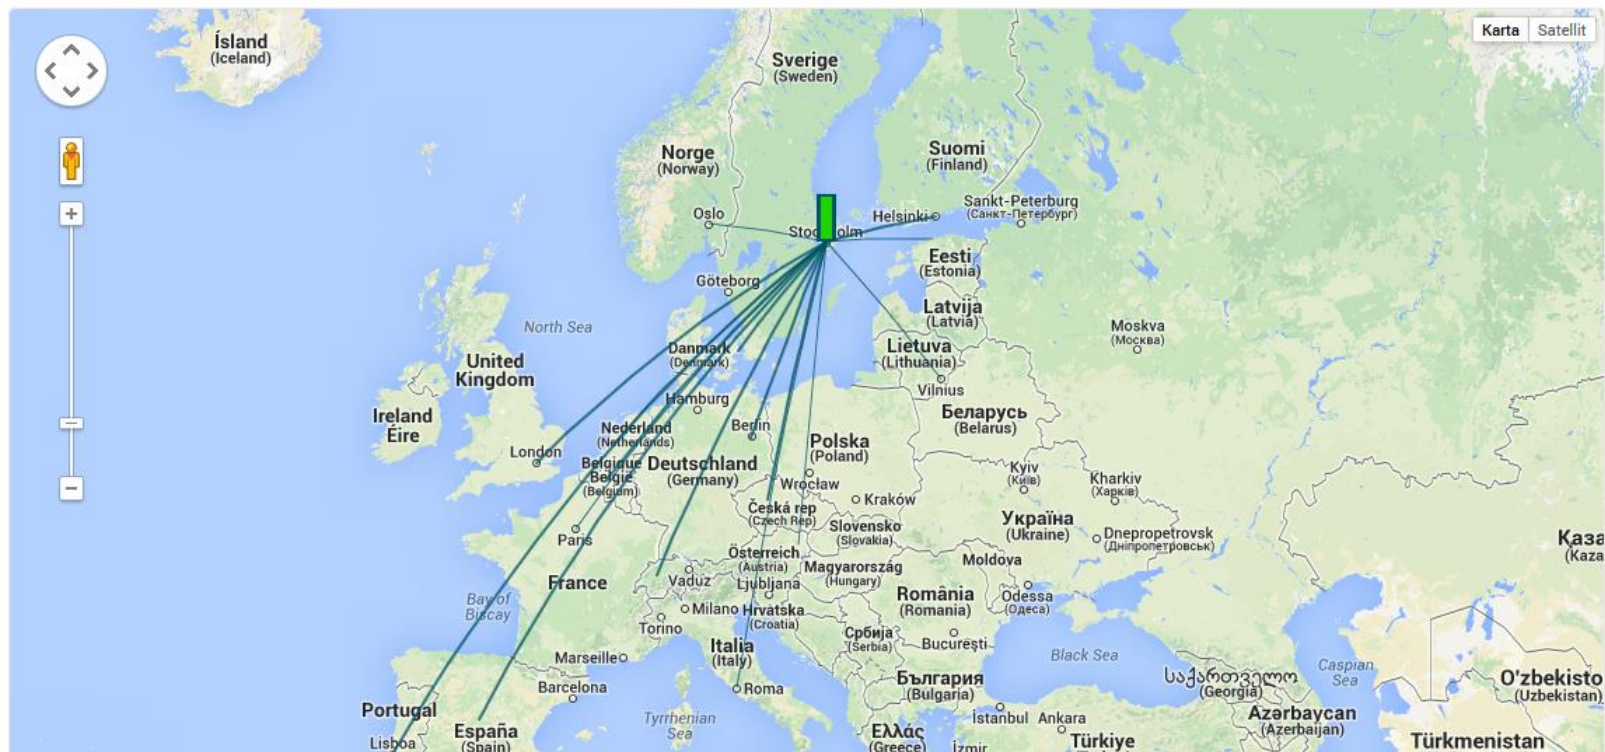 Ísland
(Iceland)
Karta
Satellit
Sverige
(Sweden)
Norge
(Norway)
Suomi
(Finland)
Oslo
Helsinki
Sankt-Peterburg
(Санкт-Петербург)
Eesti
(Estonia)
Göteborg
Latvija
(Latvia)
North Sea
Moskva
(Москва)
United
Kingdom
Danmark
(Denmark)
Lietuva
(Lithuania)
Vilnius
Hamburg
Ireland
Éire
Nederland
(Netherlands)
Berlin
Беларусь
(Belarus)
Polska
(Poland)
London
Belgique
België
(Belgium)
Deutschland
(Germany)
Wrocław
Kraków
Kyiv
(Київ)
Kharkiv
(Харків)
Česká rep
(Czech Rep)
Slovensko
(Slovakia)
Україна
(Ukraine)
Dnepropetrovsk
(Дніпропетровськ)
Paris
Қаза
(Kaza
Österreich
(Austria)
Magyarország
(Hungary)
Moldova
France
Vaduz
Ljubljana
România
(Romania)
Odessa
(Одеса)
Bay of
Biscay
Milano
Hrvatska
(Croatia)
Torino
Србија
(Serbia)
București
Italia
(Italy)
Marseille
Black Sea
Caspian
Sea
საქართველო
(Georgia)
O'zbekisto
(Uzbekistan)
Barcelona
Roma
България
(Bulgaria)
Portugal
Tyrrhenian
Sea
İstanbul
Ankara
Azərbaycan
(Azerbaijan)
Lisboa
España
(Spain)
Ελλάς
(Greece)
İzmir
Türkiye
Türkmenistan